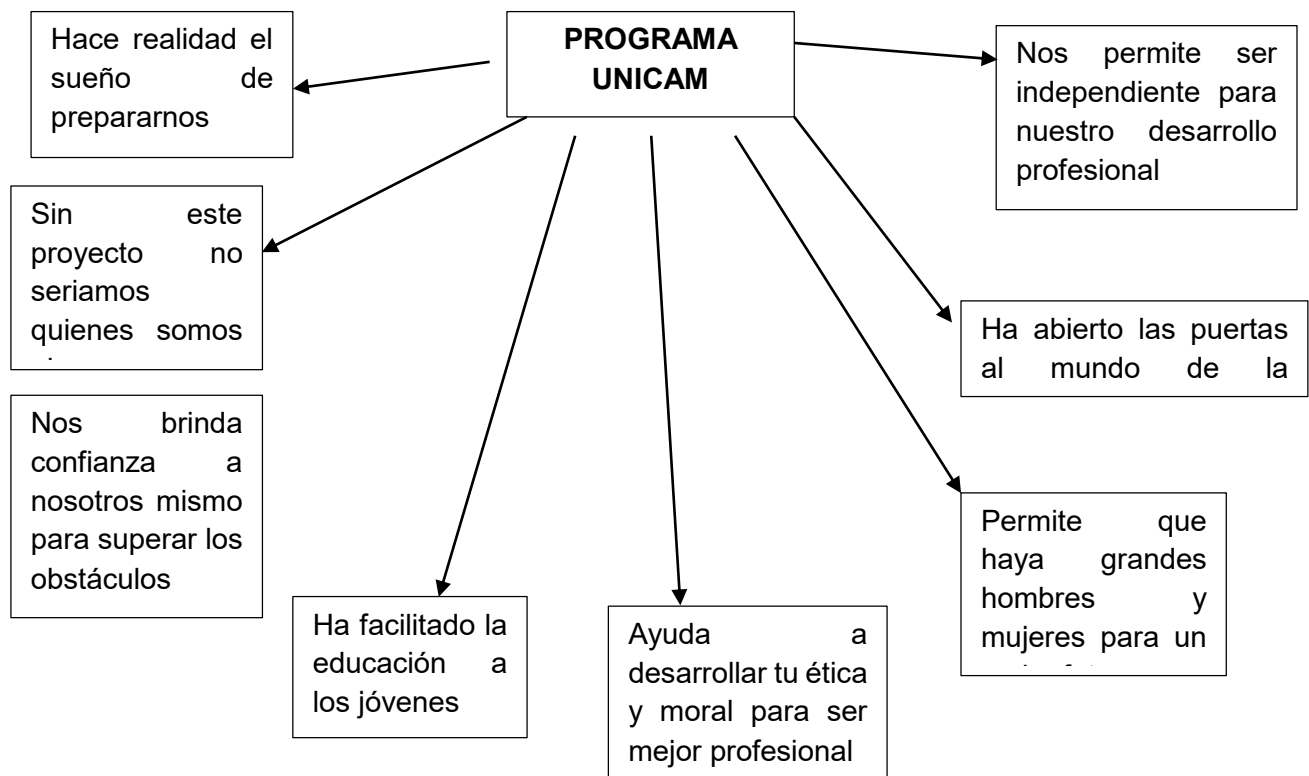 PROGRAMA
UNICAM
Hace realidad el
sueño de
prepararnos
Nos permite ser
independiente para
nuestro desarrollo
profesional
Sin este
proyecto no
seriamos
quienes somos
Ha abierto las puertas
al mundo de la
Nos brinda
confianza a
nosotros mismo
para superar los
obstáculos
Permite que
haya grandes
hombres y
mujeres para un
Ha facilitado la
educación a
los jóvenes
Ayuda a
desarrollar tu ética
y moral para ser
mejor profesional